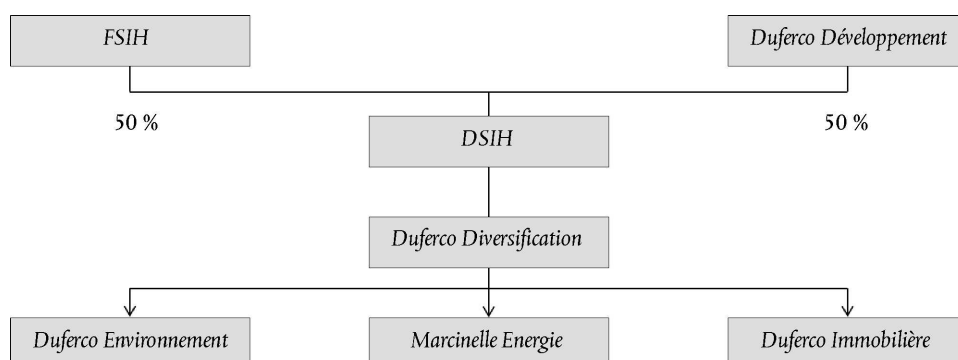 FSIH
Duferco Développement
50 %
50 %
DSIH
Duferco Diversification
Duferco Environnement
Marcinelle Energie
Duferco Immobilière